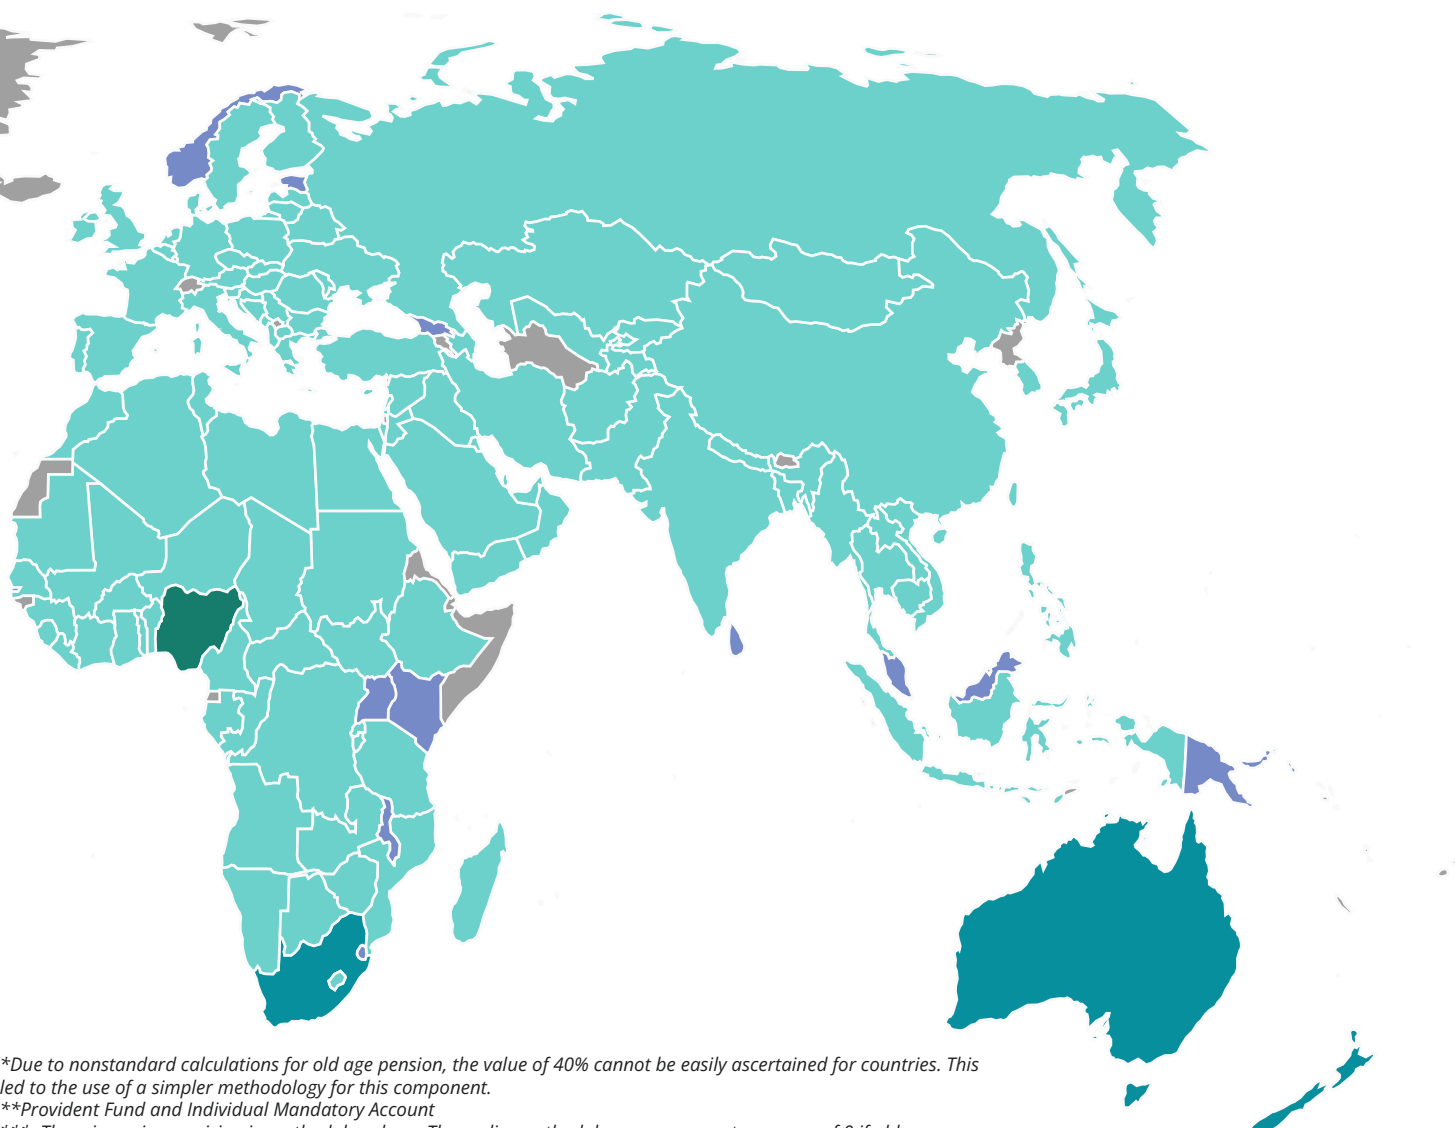 *Due to nonstandard calculations for old age pension, the value of 40% cannot be easily ascertained for countries. This
led to the use of a simpler methodology for this component.
**Provident Fund and Individual Mandatory Account